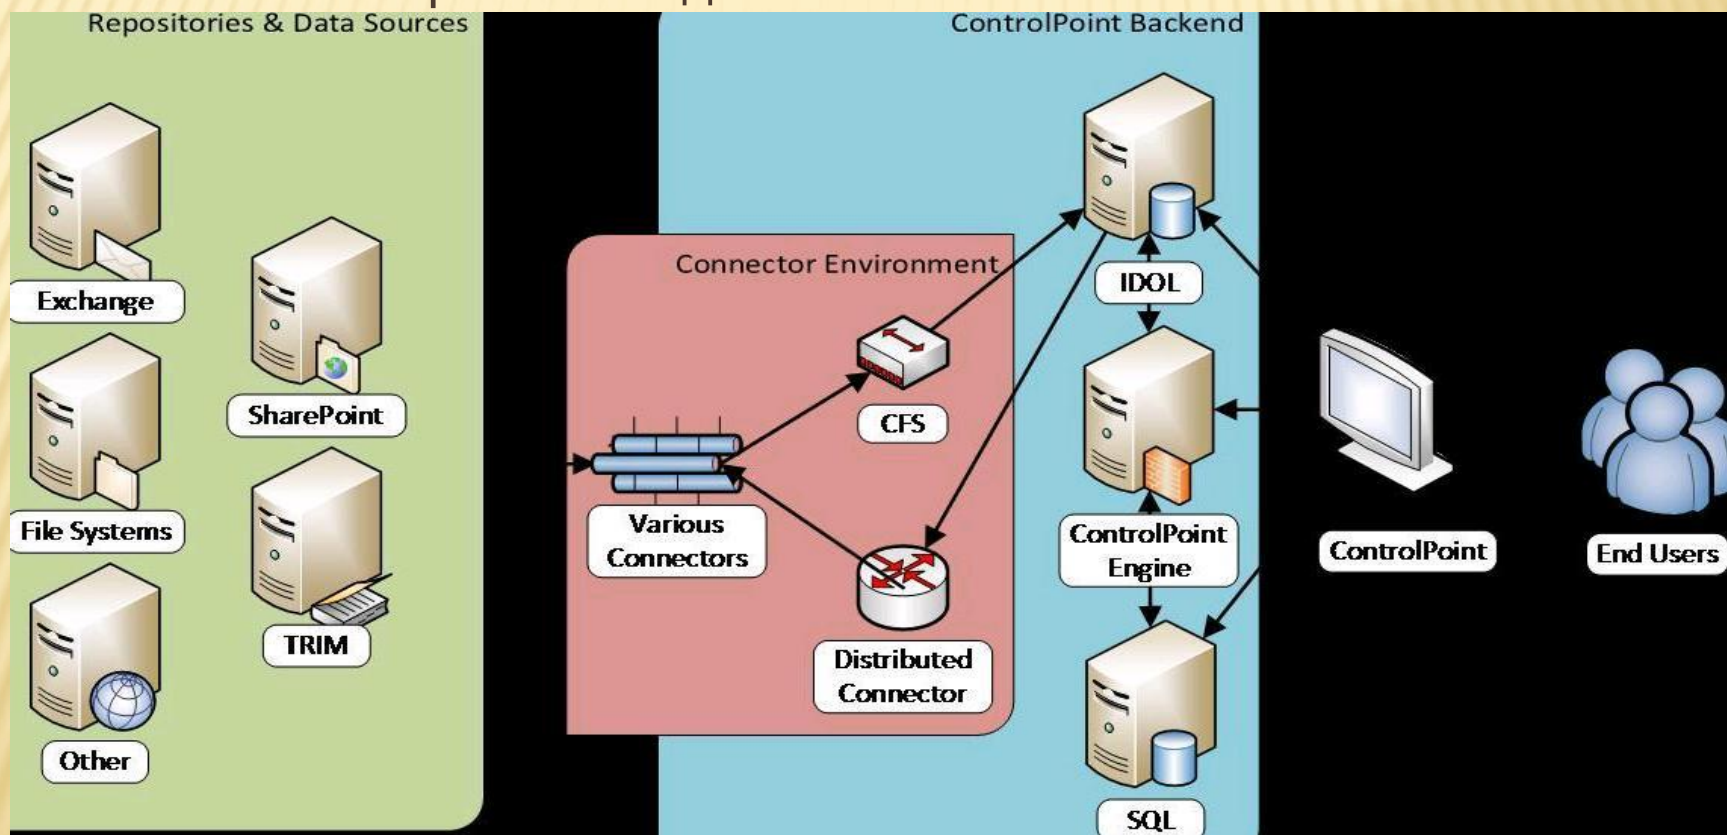 Repositories & Data Sources
ControlPoint Backend
Exchange
SharePoint
File Systems
TRIM
Other
Connector Environment
CFS
Various
Connectors
Distributed
Connector
IDOL
ControlPoint
Engine
SQL
ControlPoint
End Users